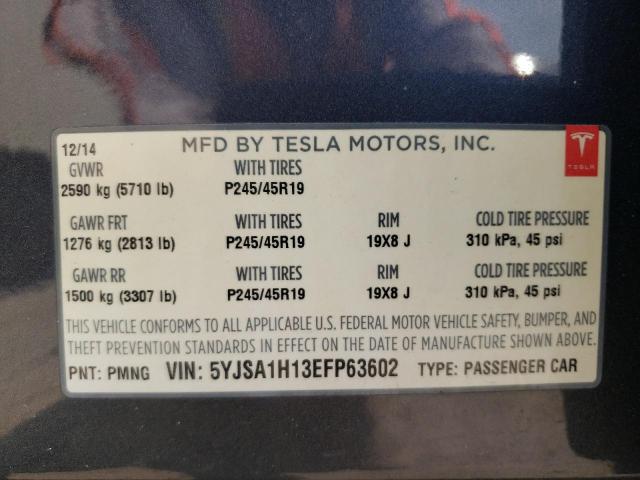 12/14 MFD BY TESLA MOTORS, INC.
TESLA
GVWR WITH TIRES
2590 kg (5710 lb) P245/45R19
GAWR FRT WITH TIRES RIM COLD TIRE PRESSURE
1276 kg (2813 lb) P245/45R19 19X8 J 310 kPa, 45 psi
GAWR RR WITH TIRES RIM COLD TIRE PRESSURE
1500 kg (3307 lb) P245/45R19 19X8 J 310 kPa, 45 psi
THIS VEHICLE CONFORMS TO ALL APPLICABLE U.S. FEDERAL MOTOR VEHICLE SAFETY, BUMPER, AND
THEFT PREVENTION STANDARDS IN EFFECT ON THE DATE OF MANUFACTURE SHOWN ABOVE.
PNT: PMNG VIN: 5YJSA1H13EFP63602 TYPE: PASSENGER CAR